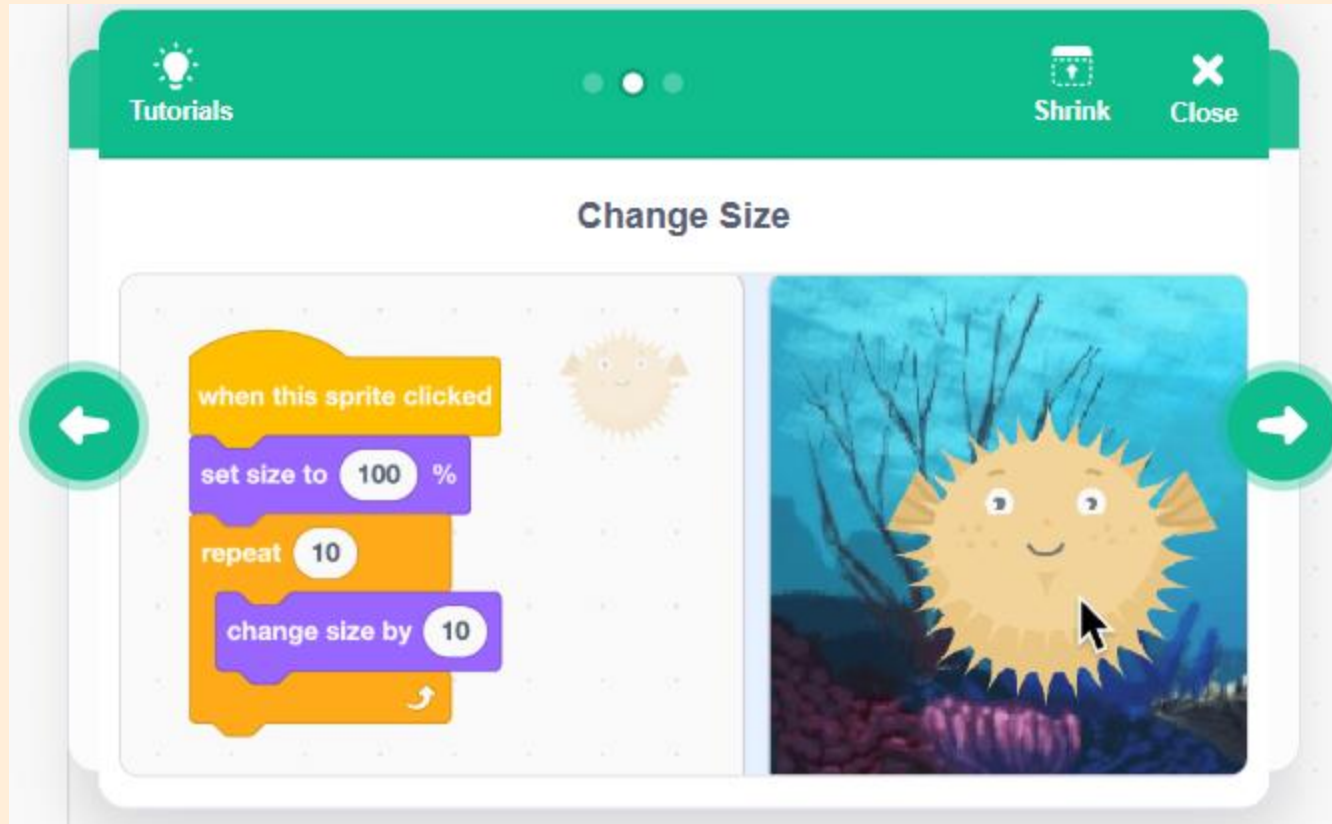 Tutorials
Shrink
Close
Change Size
when this sprite clicked
set size to 100 %
repeat 10
change size by 10